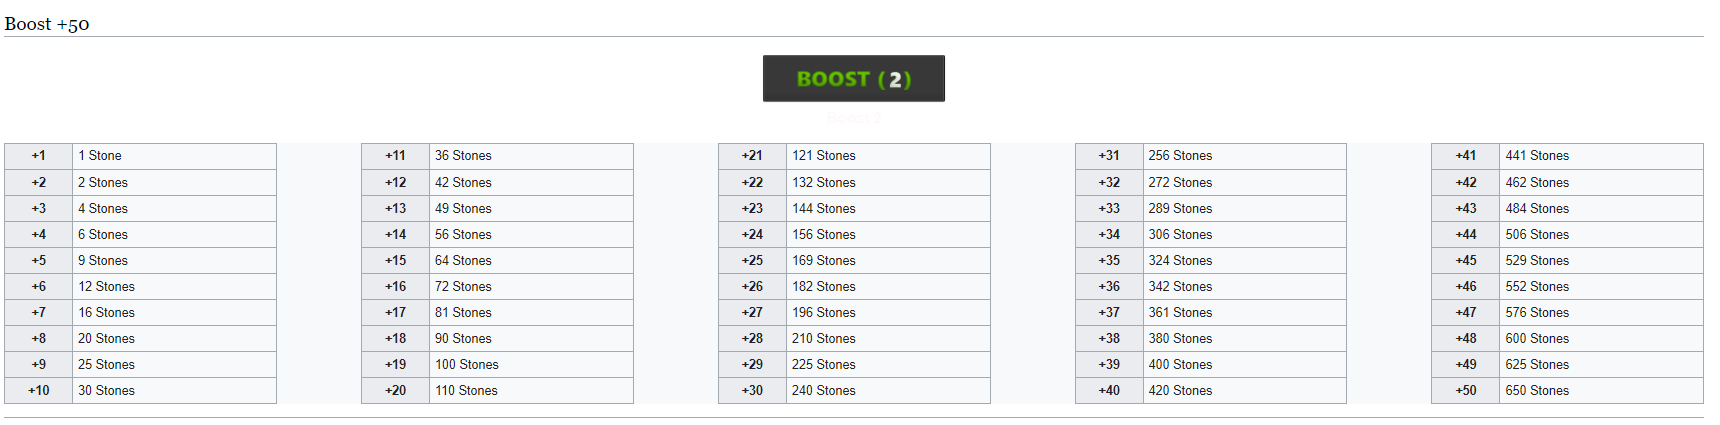 Boost +50
BOOST (2)
+1 1 Stone +11 36 Stones +21 121 Stones +31 256 Stones +41 441 Stones
+2 2 Stones +12 42 Stones +22 132 Stones +32 272 Stones +42 462 Stones
+3 4 Stones +13 49 Stones +23 144 Stones +33 289 Stones +43 484 Stones
+4 6 Stones +14 56 Stones +24 156 Stones +34 306 Stones +44 506 Stones
+5 9 Stones +15 64 Stones +25 169 Stones +35 324 Stones +45 529 Stones
+6 12 Stones +16 72 Stones +26 182 Stones +36 342 Stones +46 552 Stones
+7 16 Stones +17 81 Stones +27 196 Stones +37 361 Stones +47 576 Stones
+8 20 Stones +18 90 Stones +28 210 Stones +38 380 Stones +48 600 Stones
+9 25 Stones +19 100 Stones +29 225 Stones +39 400 Stones +49 625 Stones
+10 30 Stones +20 110 Stones +30 240 Stones +40 420 Stones +50 650 Stones